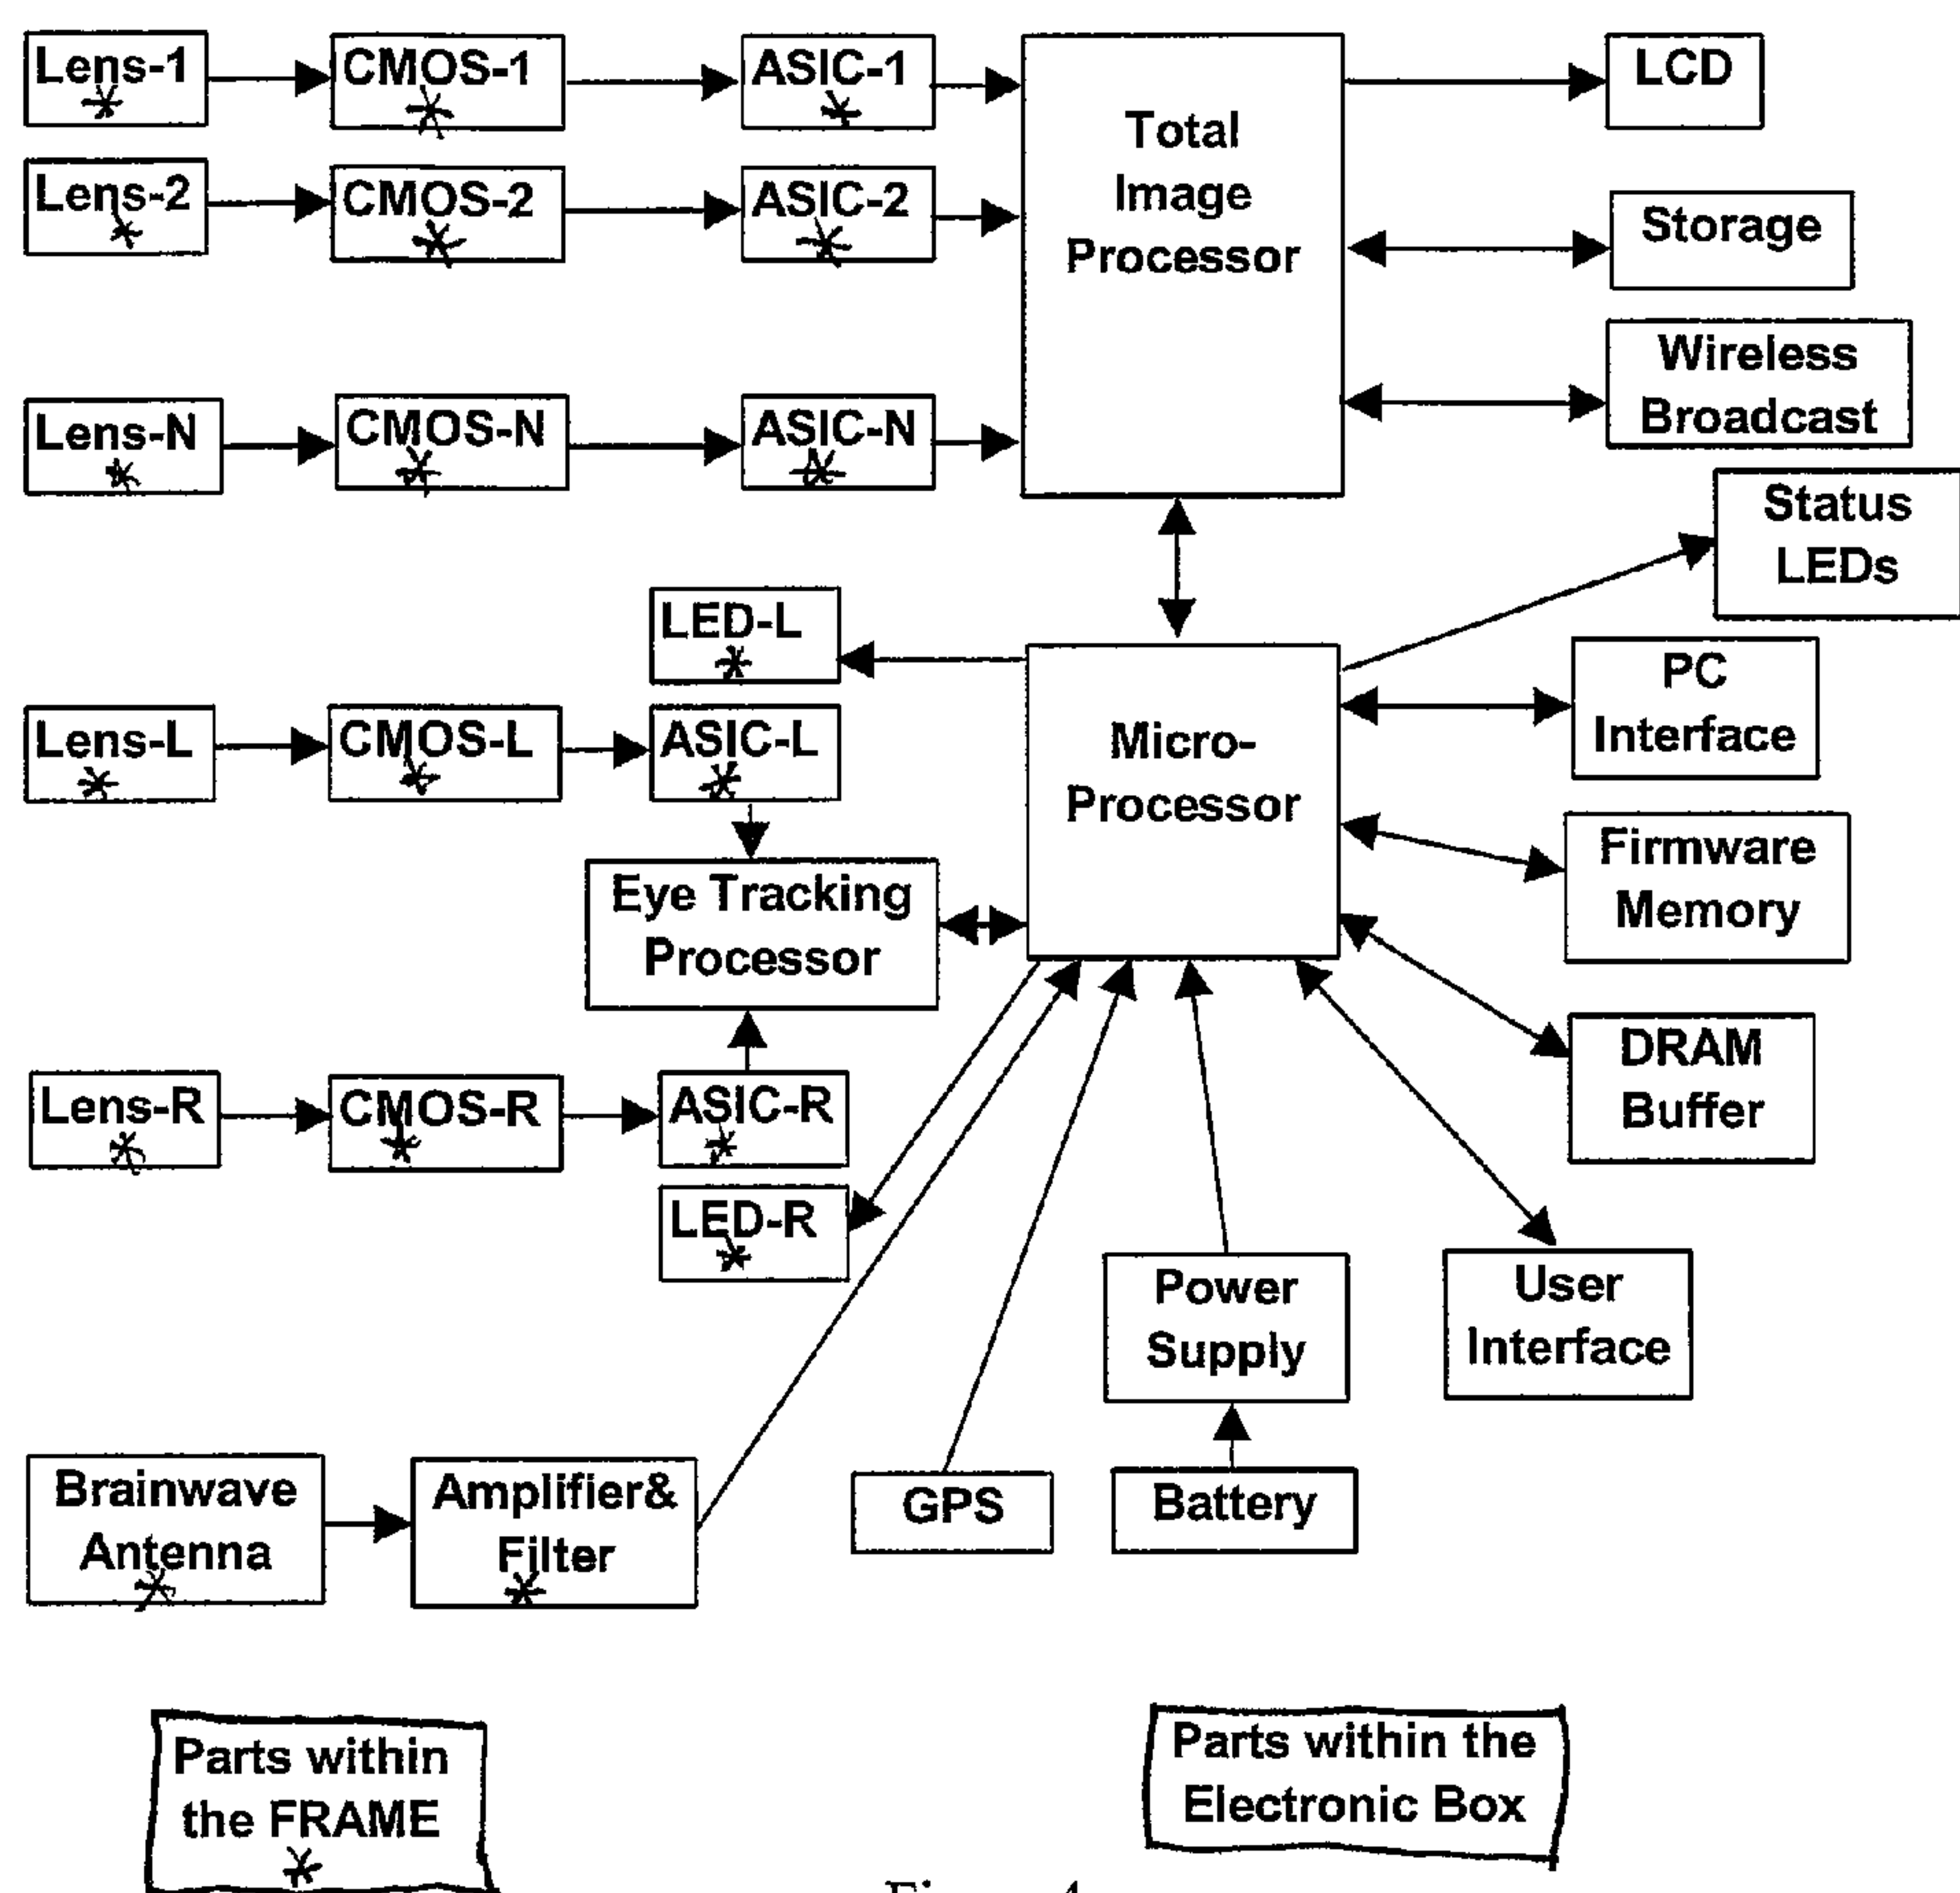 Lens-1
*
CMOS-1
*
ASIC-1
*
Total
Image
Processor
LCD
Lens-2
*
CMOS-2
*
ASIC-2
*
Storage
Wireless
Broadcast
Lens-N
*
CMOS-N
*
ASIC-N
*
Status
LEDs
LED-L
*
PC
Interface
Lens-L
*
CMOS-L
*
ASIC-L
*
Micro-
Processor
Firmware
Memory
Eye Tracking
Processor
DRAM
Buffer
Lens-R
*
CMOS-R
*
ASIC-R
*
LED-R
*
Power
Supply
User
Interface
Brainwave
Antenna
*
Amplifier&
Filter
*
GPS
Battery
Parts within
the FRAME
*
Parts within the
Electronic Box